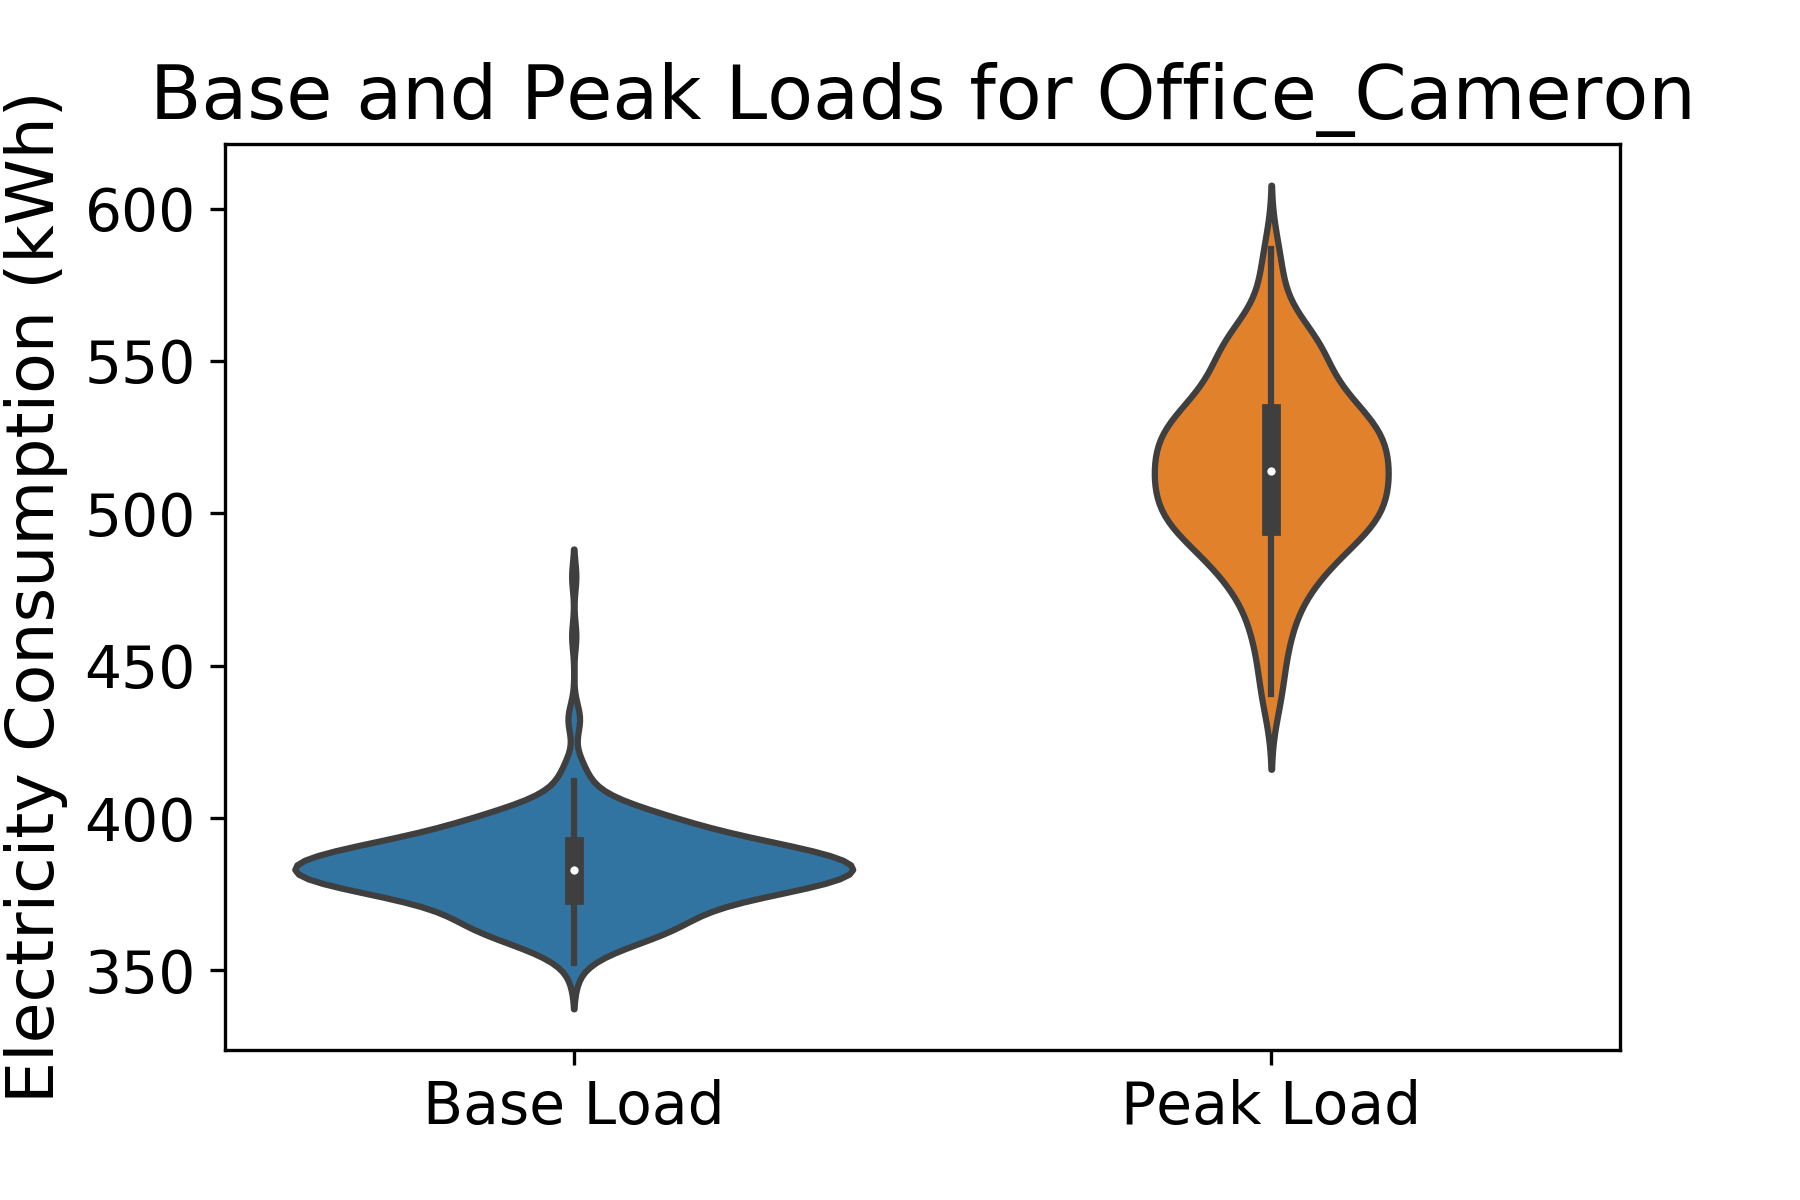 Base and Peak Loads for Office_Cameron
Electricity Consumption (kWh)
600
550
500
450
400
350
Base Load
Peak Load